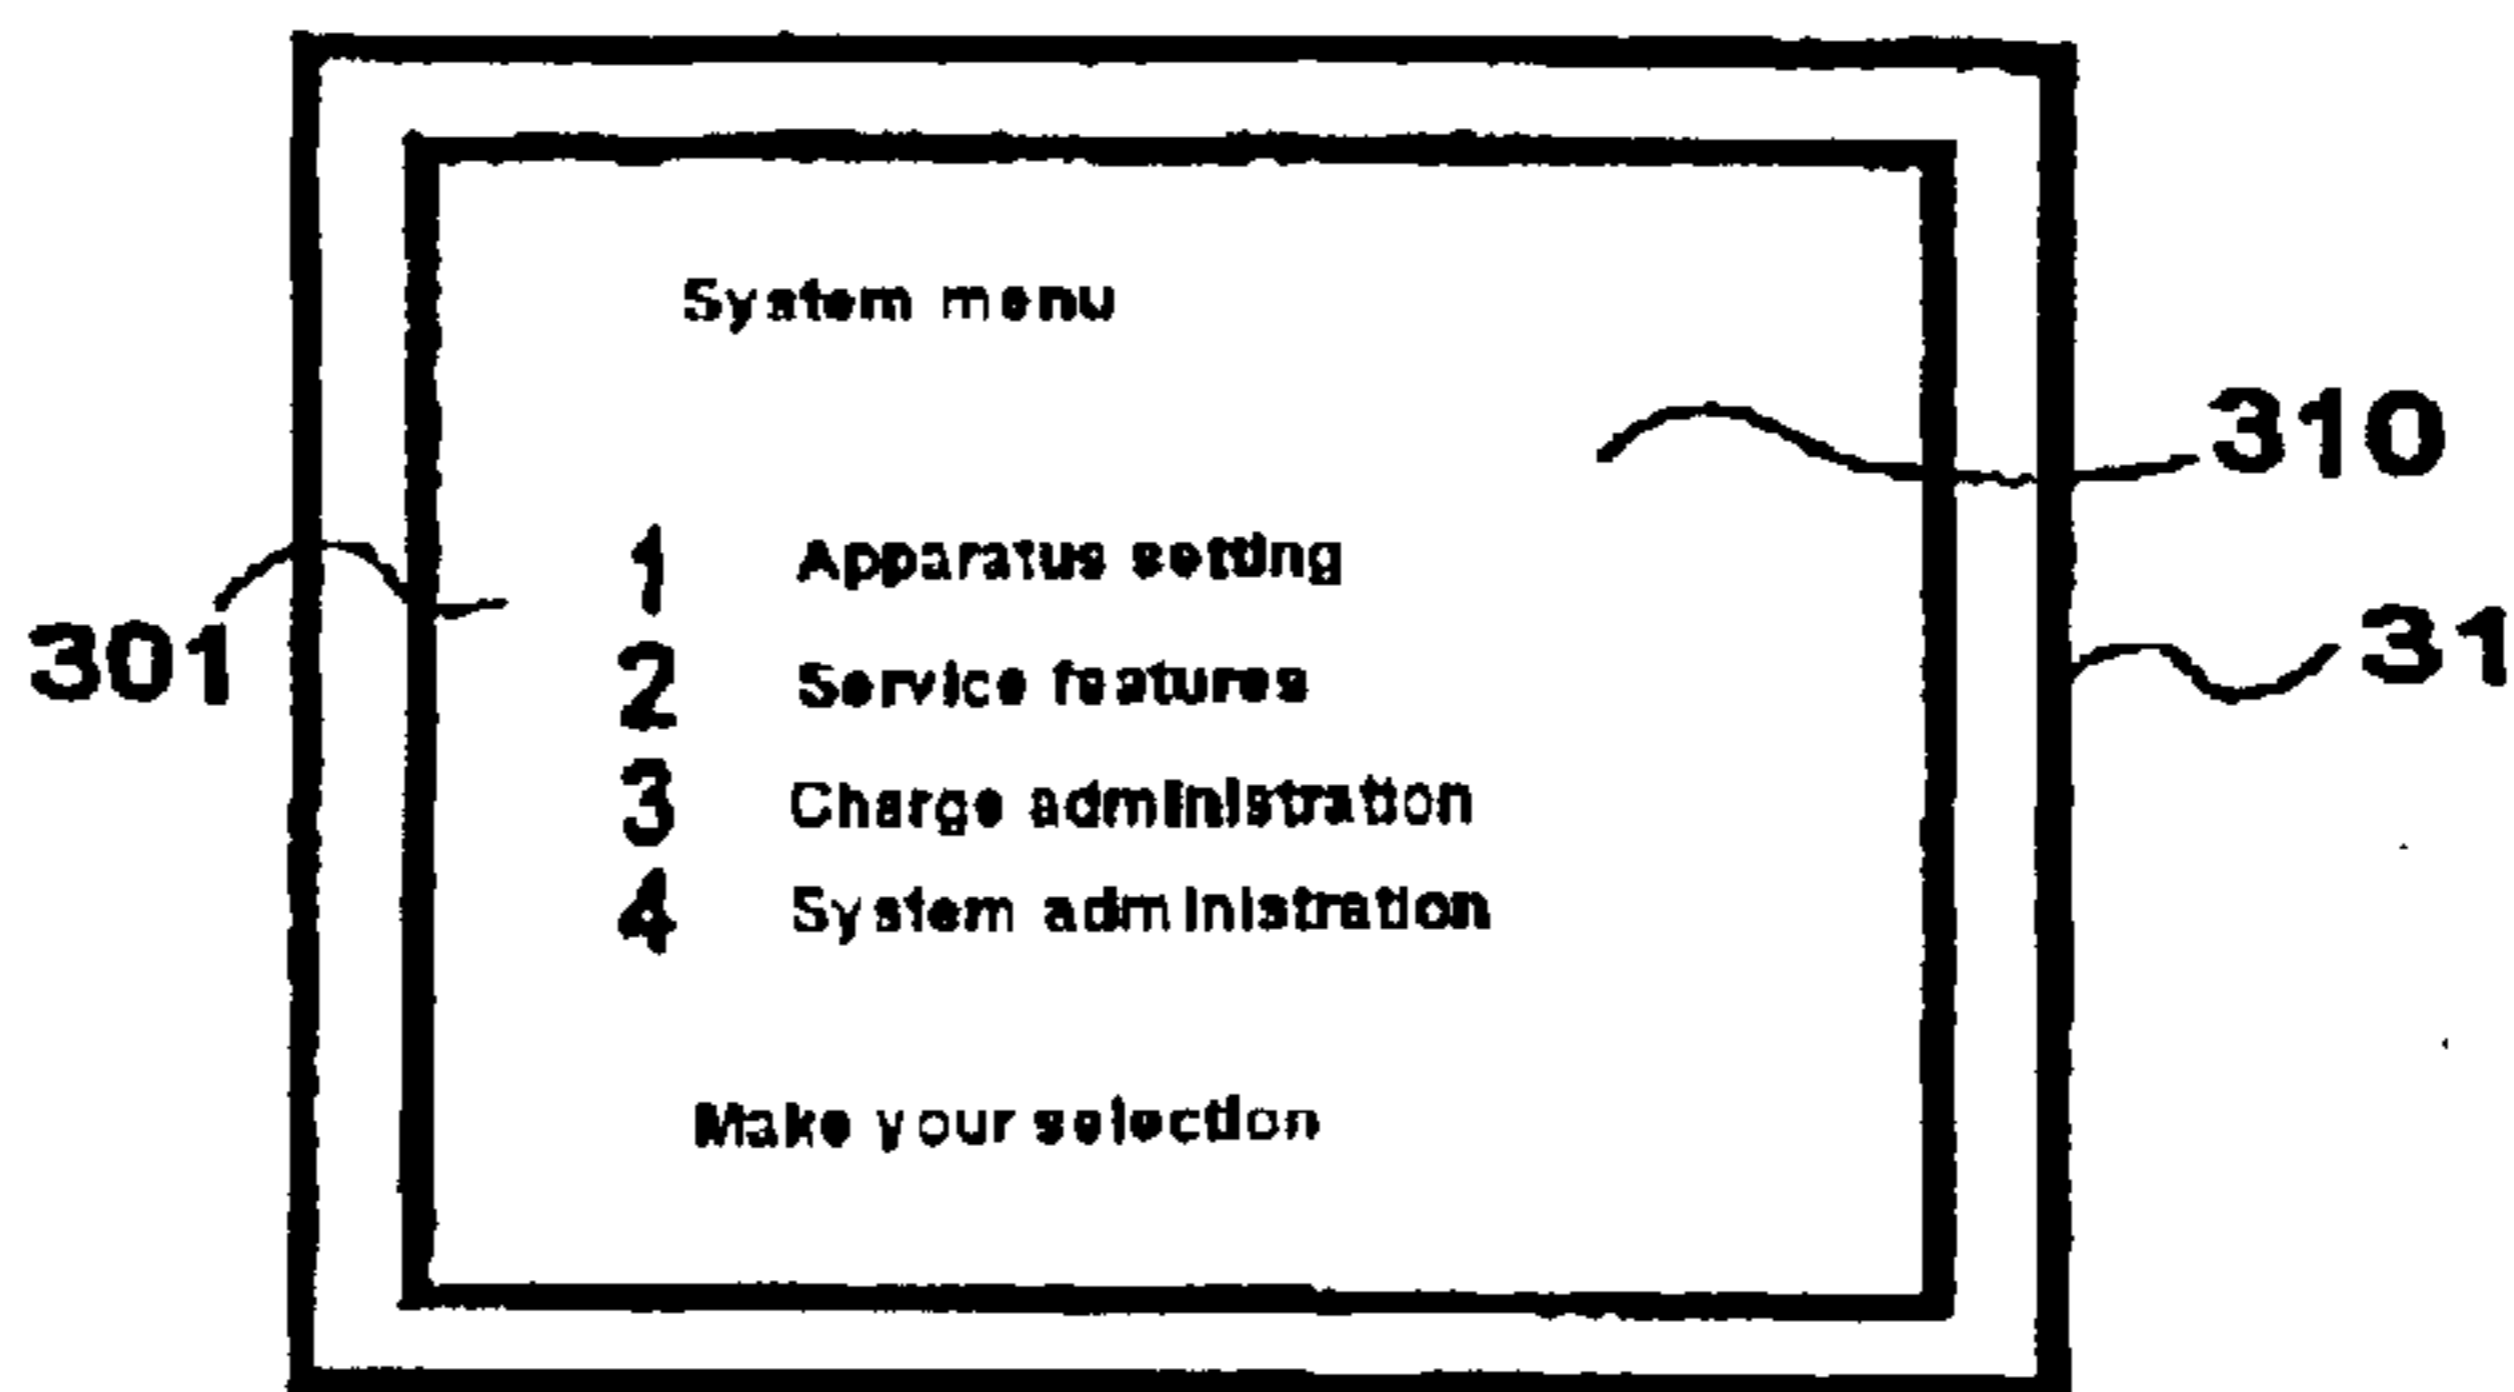 System menu
310
1 Apparatus setting
301
31
2 Service features
3 Charge administration
4 System administration
Make your selection